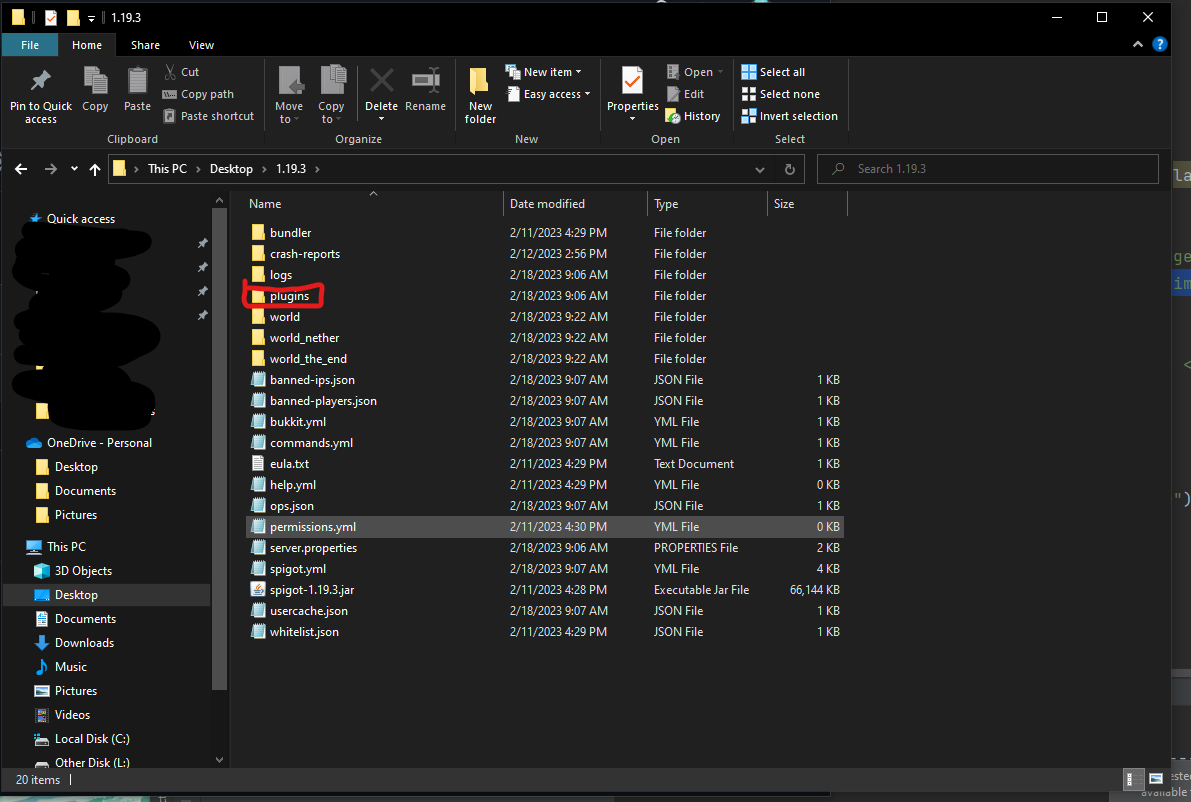 1.19.3
File Home Share View
Pin to Quick access
Copy
Paste
Cut
Copy path
Paste shortcut
Clipboard
Move to
Copy to
Delete
Rename
Organize
New folder
New item
Easy access
New
Properties
Open
Edit
History
Open
Select all
Select none
Invert selection
Select
This PC > Desktop > 1.19.3 >
Search 1.19.3
Quick access
OneDrive - Personal
Desktop
Documents
Pictures
This PC
3D Objects
Desktop
Documents
Downloads
Music
Pictures
Videos
Local Disk (C:)
Other Disk (L:)
Name Date modified Type Size
bundler 2/11/2023 4:29 PM File folder
crash-reports 2/12/2023 2:56 PM File folder
logs 2/18/2023 9:06 AM File folder
plugins 2/18/2023 9:06 AM File folder
world 2/18/2023 9:22 AM File folder
world_nether 2/18/2023 9:22 AM File folder
world_the_end 2/18/2023 9:22 AM File folder
banned-ips.json 2/18/2023 9:07 AM JSON File 1 KB
banned-players.json 2/18/2023 9:07 AM JSON File 1 KB
bukkit.yml 2/18/2023 9:07 AM YML File 1 KB
commands.yml 2/18/2023 9:07 AM YML File 1 KB
eula.txt 2/11/2023 4:29 PM Text Document 1 KB
help.yml 2/11/2023 4:29 PM YML File 0 KB
ops.json 2/18/2023 9:07 AM JSON File 1 KB
permissions.yml 2/11/2023 4:30 PM YML File 0 KB
server.properties 2/18/2023 9:06 AM PROPERTIES File 2 KB
spigot.yml 2/18/2023 9:07 AM YML File 4 KB
spigot-1.19.3.jar 2/11/2023 4:28 PM Executable Jar File 66,144 KB
usercache.json 2/18/2023 9:07 AM JSON File 1 KB
whitelist.json 2/11/2023 4:29 PM JSON File 1 KB
20 items
la
ge
im
<
")
available